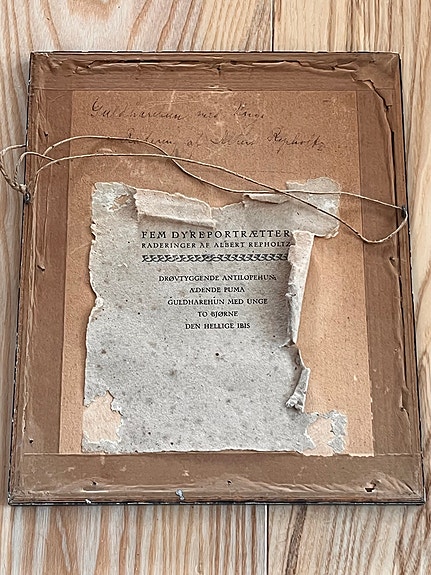 Guldharehun med Unge
Radering af Albert Repholtz
FEM DYREPORTRÆTTER
RADERINGER AF ALBERT REPHOLTZ
DRØVTYGGENDE ANTILOPEHUN,
ÆDENDE PUMA
GULDHAREHUN MED UNGE
TO BJØRNE
DEN HELLIGE IBIS